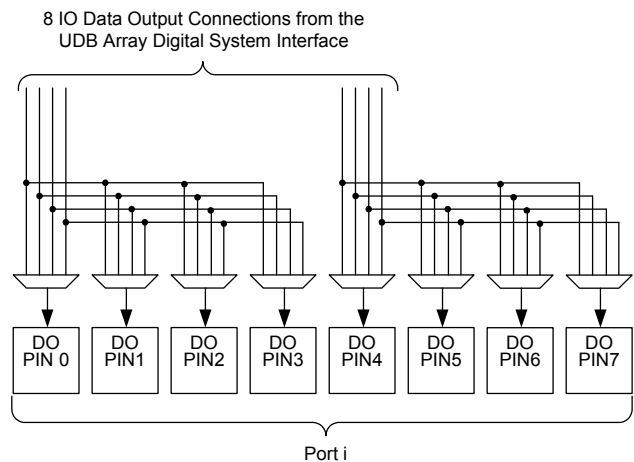 8 IO Data Output Connections from the
UDB Array Digital System Interface
DO
PIN 0
DO
PIN1
DO
PIN2
DO
PIN3
DO
PIN4
DO
PIN5
DO
PIN6
DO
PIN7
Port i